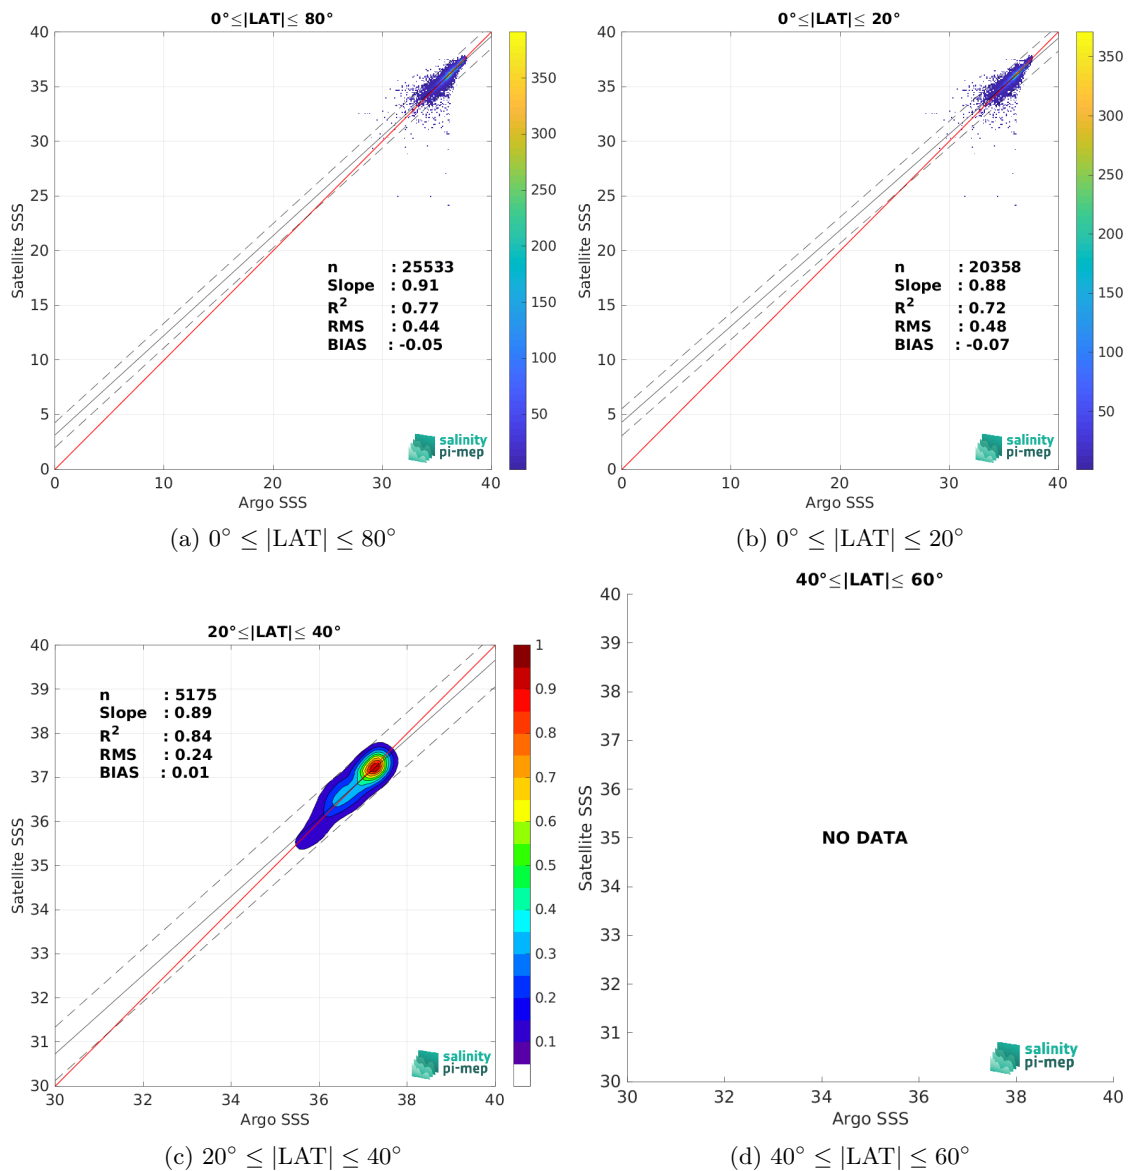 0°≤|LAT|≤ 80°
40
35
30
25
20
15
10
5
0
Satellite SSS
n : 25533
Slope : 0.91
R2 : 0.77
RMS : 0.44
BIAS : -0.05
salinity
pi-mep
0 10 20 30 40
Argo SSS
350
300
250
200
150
100
50
(a) 0° ≤ |LAT| ≤ 80°
0°≤|LAT|≤ 20°
40
35
30
25
20
15
10
5
0
Satellite SSS
n : 20358
Slope : 0.88
R2 : 0.72
RMS : 0.48
BIAS : -0.07
salinity
pi-mep
0 10 20 30 40
Argo SSS
350
300
250
200
150
100
50
(b) 0° ≤ |LAT| ≤ 20°
20°≤|LAT|≤ 40°
40
39
38
37
36
35
34
33
32
31
30
Satellite SSS
n : 5175
Slope : 0.89
R2 : 0.84
RMS : 0.24
BIAS : 0.01
salinity
pi-mep
30 32 34 36 38 40
Argo SSS
1
0.9
0.8
0.7
0.6
0.5
0.4
0.3
0.2
0.1
(c) 20° ≤ |LAT| ≤ 40°
40°≤|LAT|≤ 60°
40
39
38
37
36
35
34
33
32
31
30
Satellite SSS
NO DATA
salinity
pi-mep
30 32 34 36 38 40
Argo SSS
(d) 40° ≤ |LAT| ≤ 60°